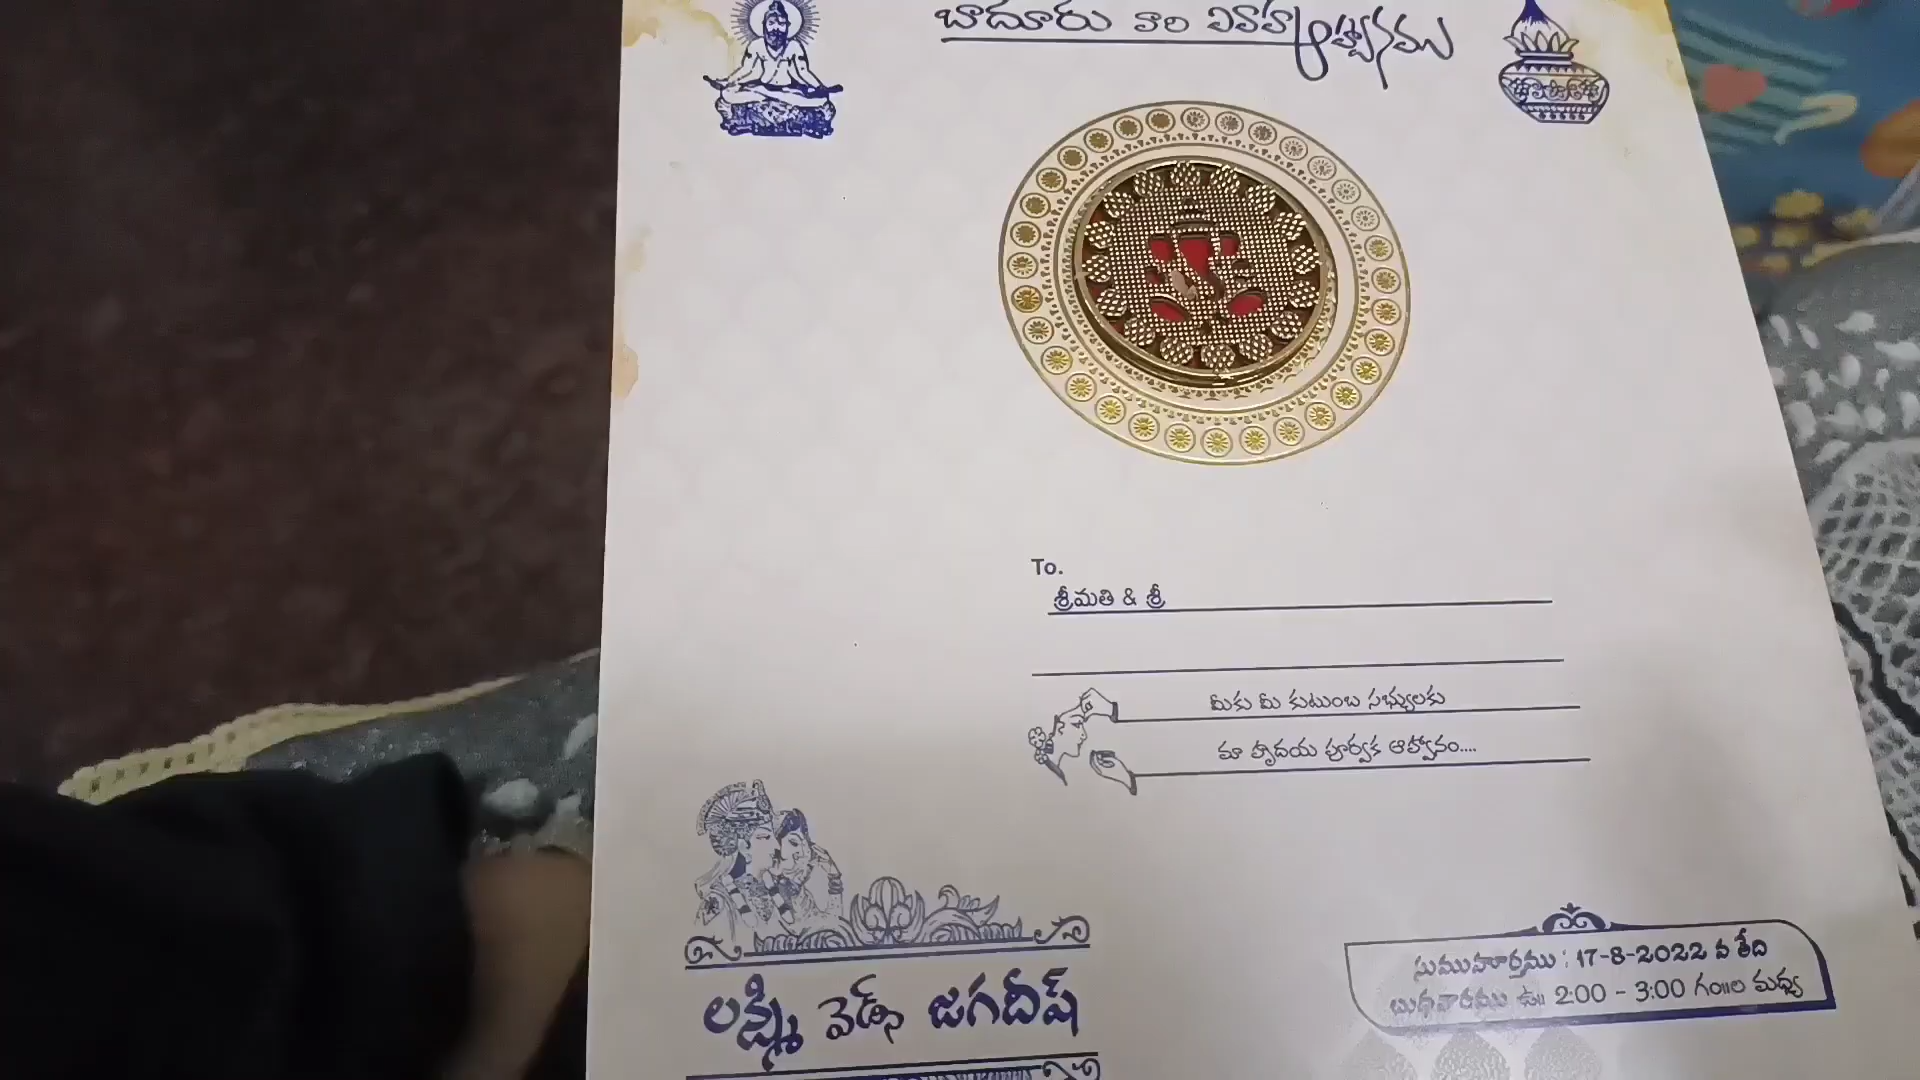 బాదూరు వారి వివాహ ఆహ్వానము
To.
శ్రీమతి & శ్రీ
మీకు మీ కుటుంబ సభ్యులకు
మా హృదయ పూర్వక ఆహ్వానం....
లక్ష్మి వెడ్స్ జగదీష్
సుముహూర్తము : 17-8-2022 వ తేది
బుధవారము ఉ॥ 2:00 - 3:00 గం॥ల మధ్య